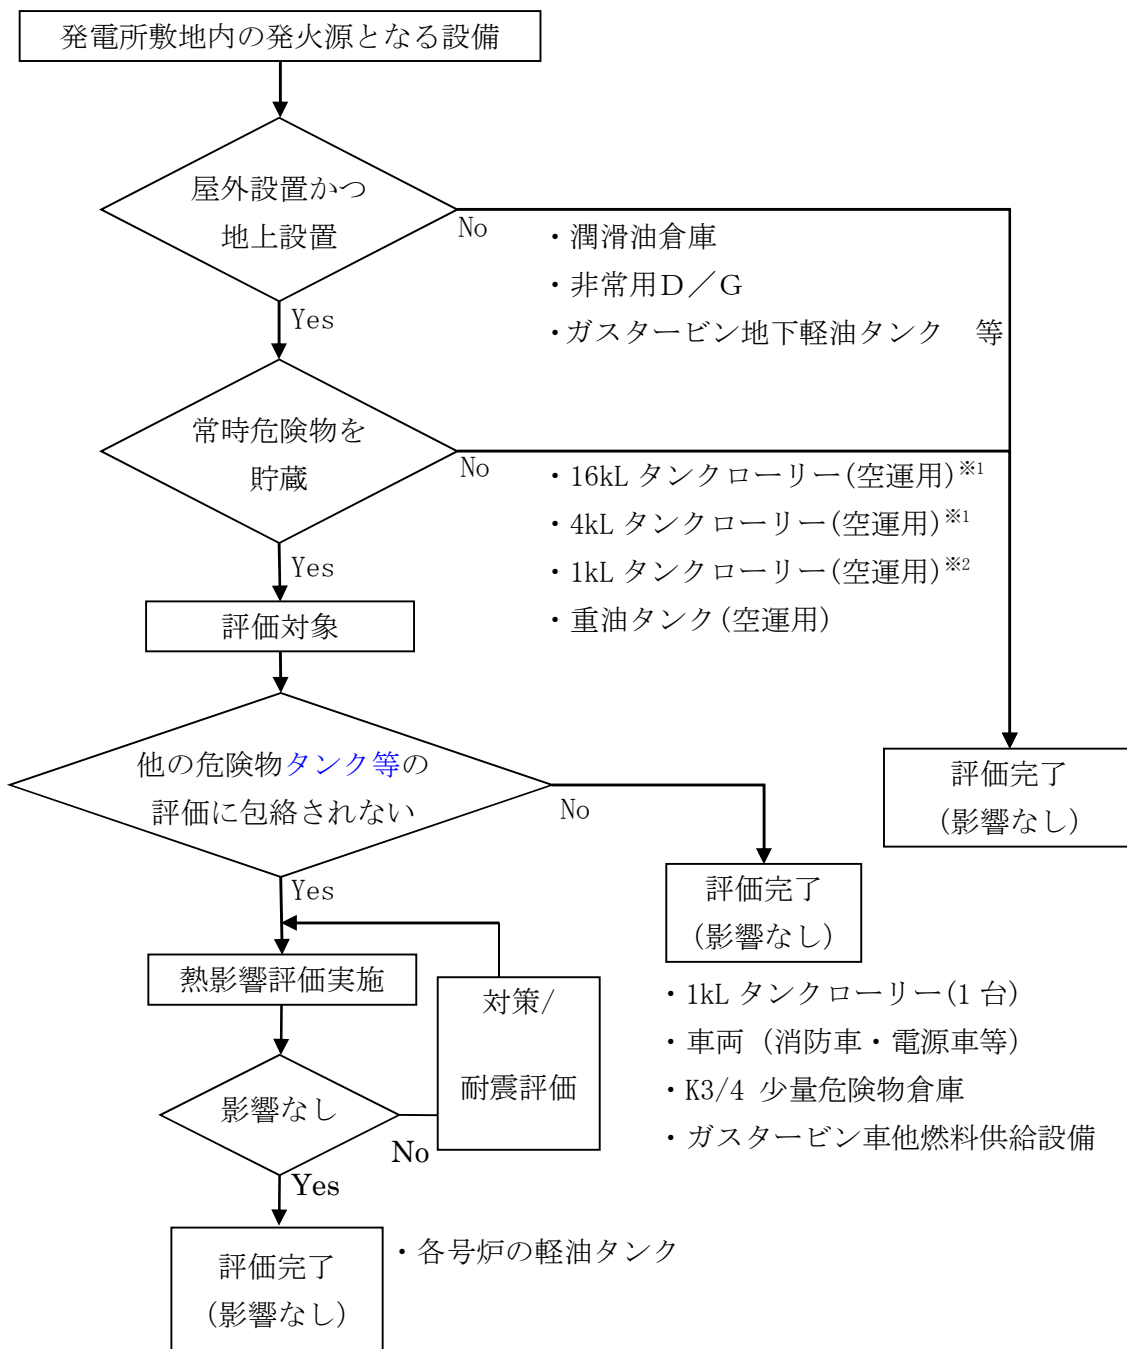 発電所敷地内の発火源となる設備
屋外設置かつ
地上設置
No
・潤滑油倉庫
・非常用Ｄ／Ｇ
・ガスタービン地下軽油タンク　等
Yes
常時危険物を
貯蔵
No
・16kL タンクローリー(空運用)※1
・4kL タンクローリー(空運用)※1
・1kL タンクローリー(空運用)※2
・重油タンク(空運用)
Yes
評価対象
他の危険物タンク等の
評価に包絡されない
No
評価完了
(影響なし)
Yes
評価完了
(影響なし)
熱影響評価実施
対策/
耐震評価
・1kL タンクローリー(1 台)
・車両 (消防車・電源車等)
・K3/4 少量危険物倉庫
・ガスタービン車他燃料供給設備
影響なし
No
Yes
評価完了
(影響なし)
・各号炉の軽油タンク